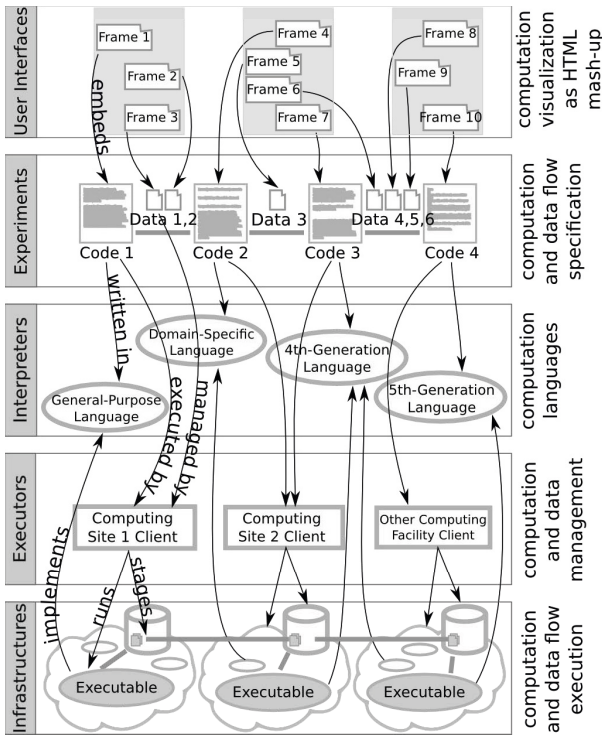 User Interfaces
Frame 1
Frame 2
Frame 3
Frame 4
Frame 5
Frame 6
Frame 7
Frame 8
Frame 9
Frame 10
computation
visualization
as HTML
mash-up
embeds
Experiments
Data 1,2
Data 3
Data 4,5,6
Code 1
Code 2
Code 3
Code 4
computation
and data flow
specification
written in
executed by
managed by
Interpreters
General-Purpose
Language
Domain-Specific
Language
4th-Generation
Language
5th-Generation
Language
computation
languages
Executors
Computing
Site 1 Client
Computing
Site 2 Client
Other Computing
Facility Client
computation
and data
management
implements
runs
stages
Infrastructures
Executable
Executable
Executable
computation
and data flow
execution